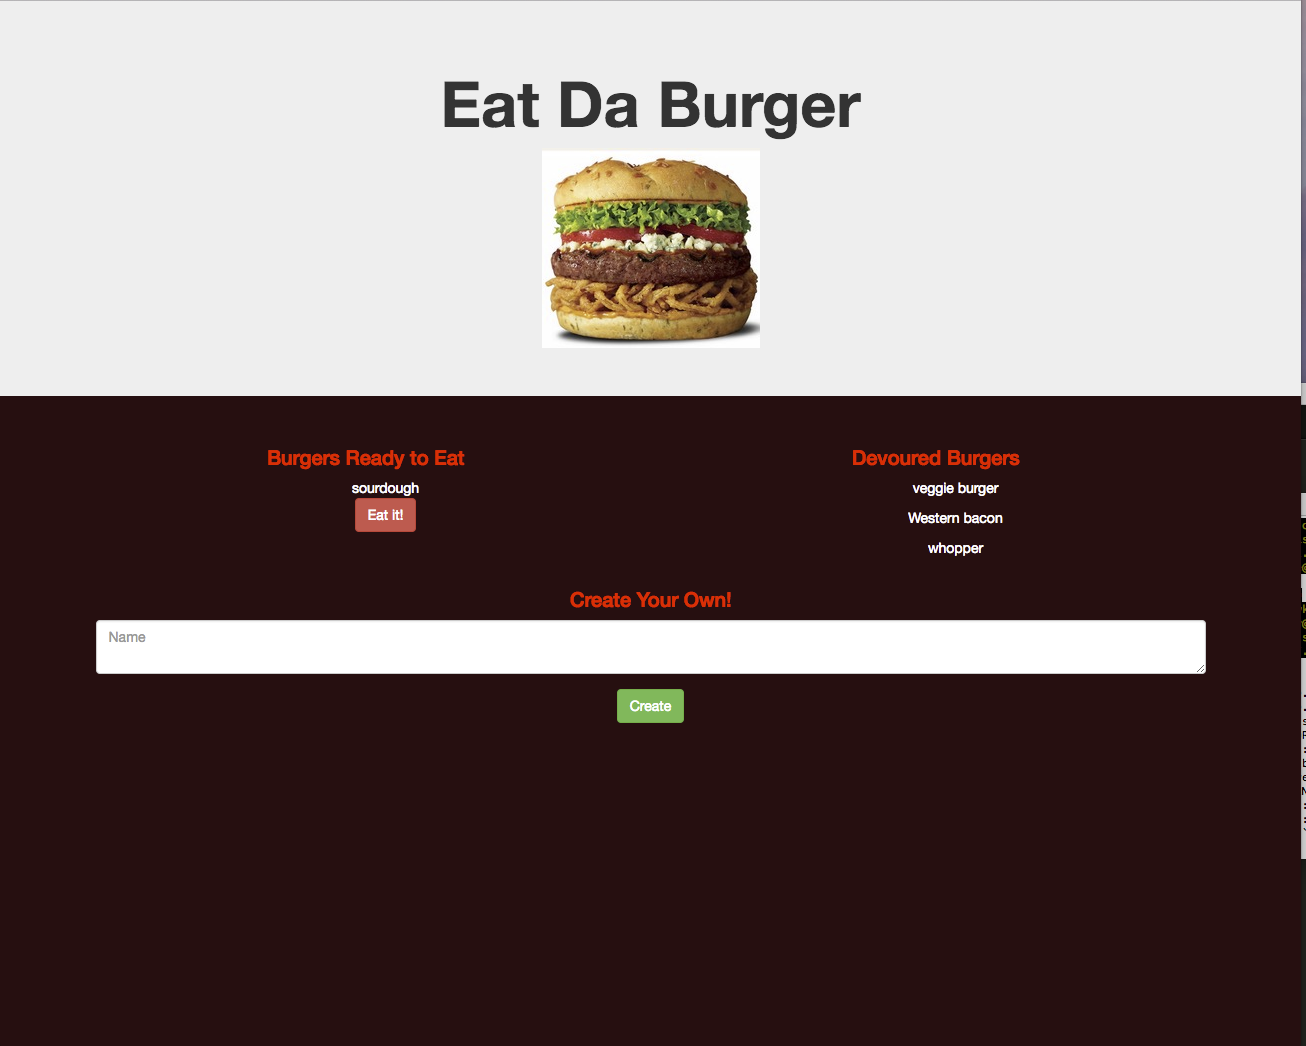 Eat Da Burger
Burgers Ready to Eat
sourdough
Eat it!
Devoured Burgers
veggie burger
Western bacon
whopper
Create Your Own!
Name
Create